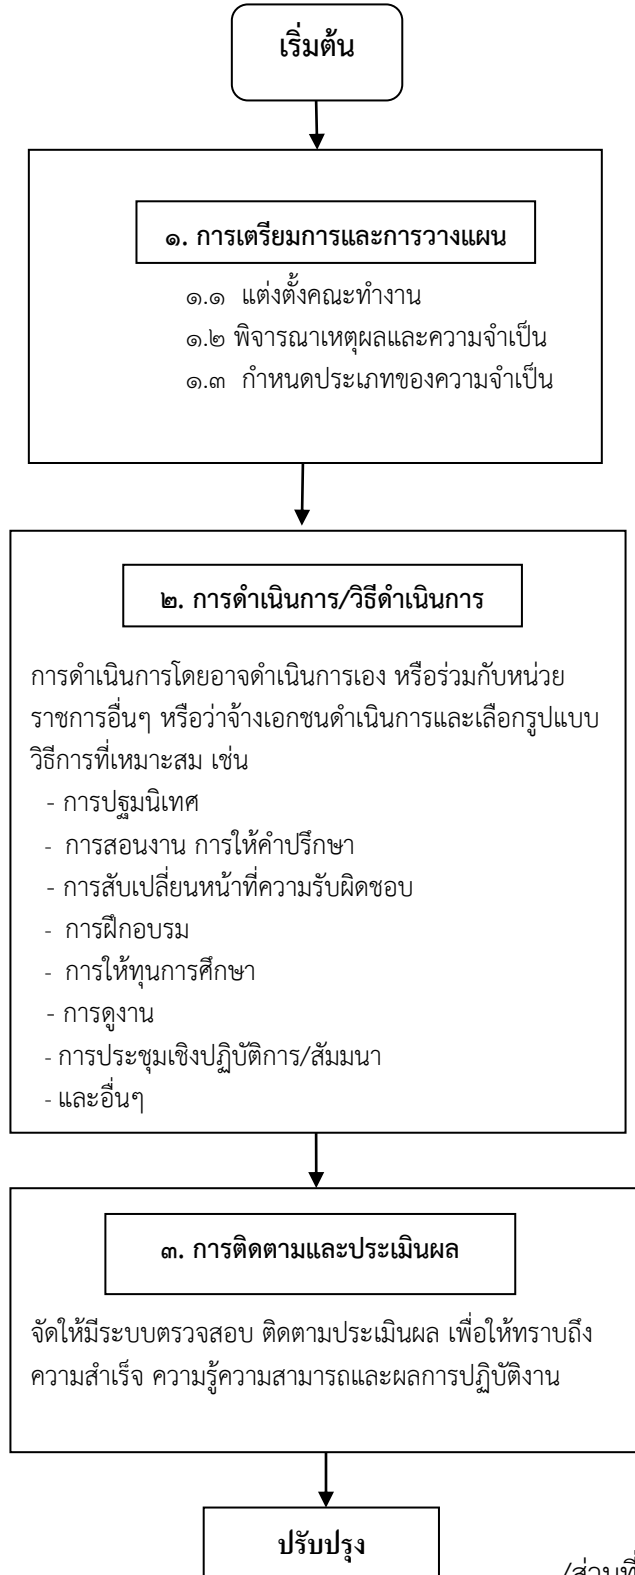 เริ่มต้น
๑. การเตรียมการและการวางแผน
๑.๑ แต่งตั้งคณะทำงาน
๑.๒ พิจารณาเหตุผลและความจำเป็น
๑.๓ กำหนดประเภทของความจำเป็น
๒. การดำเนินการ/วิธีดำเนินการ
การดำเนินการโดยอาจดำเนินการเอง หรือร่วมกับหน่วย
ราชการอื่นๆ หรือว่าจ้างเอกชนดำเนินการและเลือกรูปแบบ
วิธีการที่เหมาะสม เช่น
- การปฐมนิเทศ
- การสอนงาน การให้คำปรึกษา
- การสับเปลี่ยนหน้าที่ความรับผิดชอบ
- การฝึกอบรม
- การให้ทุนการศึกษา
- การดูงาน
- การประชุมเชิงปฏิบัติการ/สัมมนา
- และอื่นๆ
๓. การติดตามและประเมินผล
จัดให้มีระบบตรวจสอบ ติดตามประเมินผล เพื่อให้ทราบถึง
ความสำเร็จ ความรู้ความสามารถและผลการปฏิบัติงาน
ปรับปรุง
/ส่วนที่